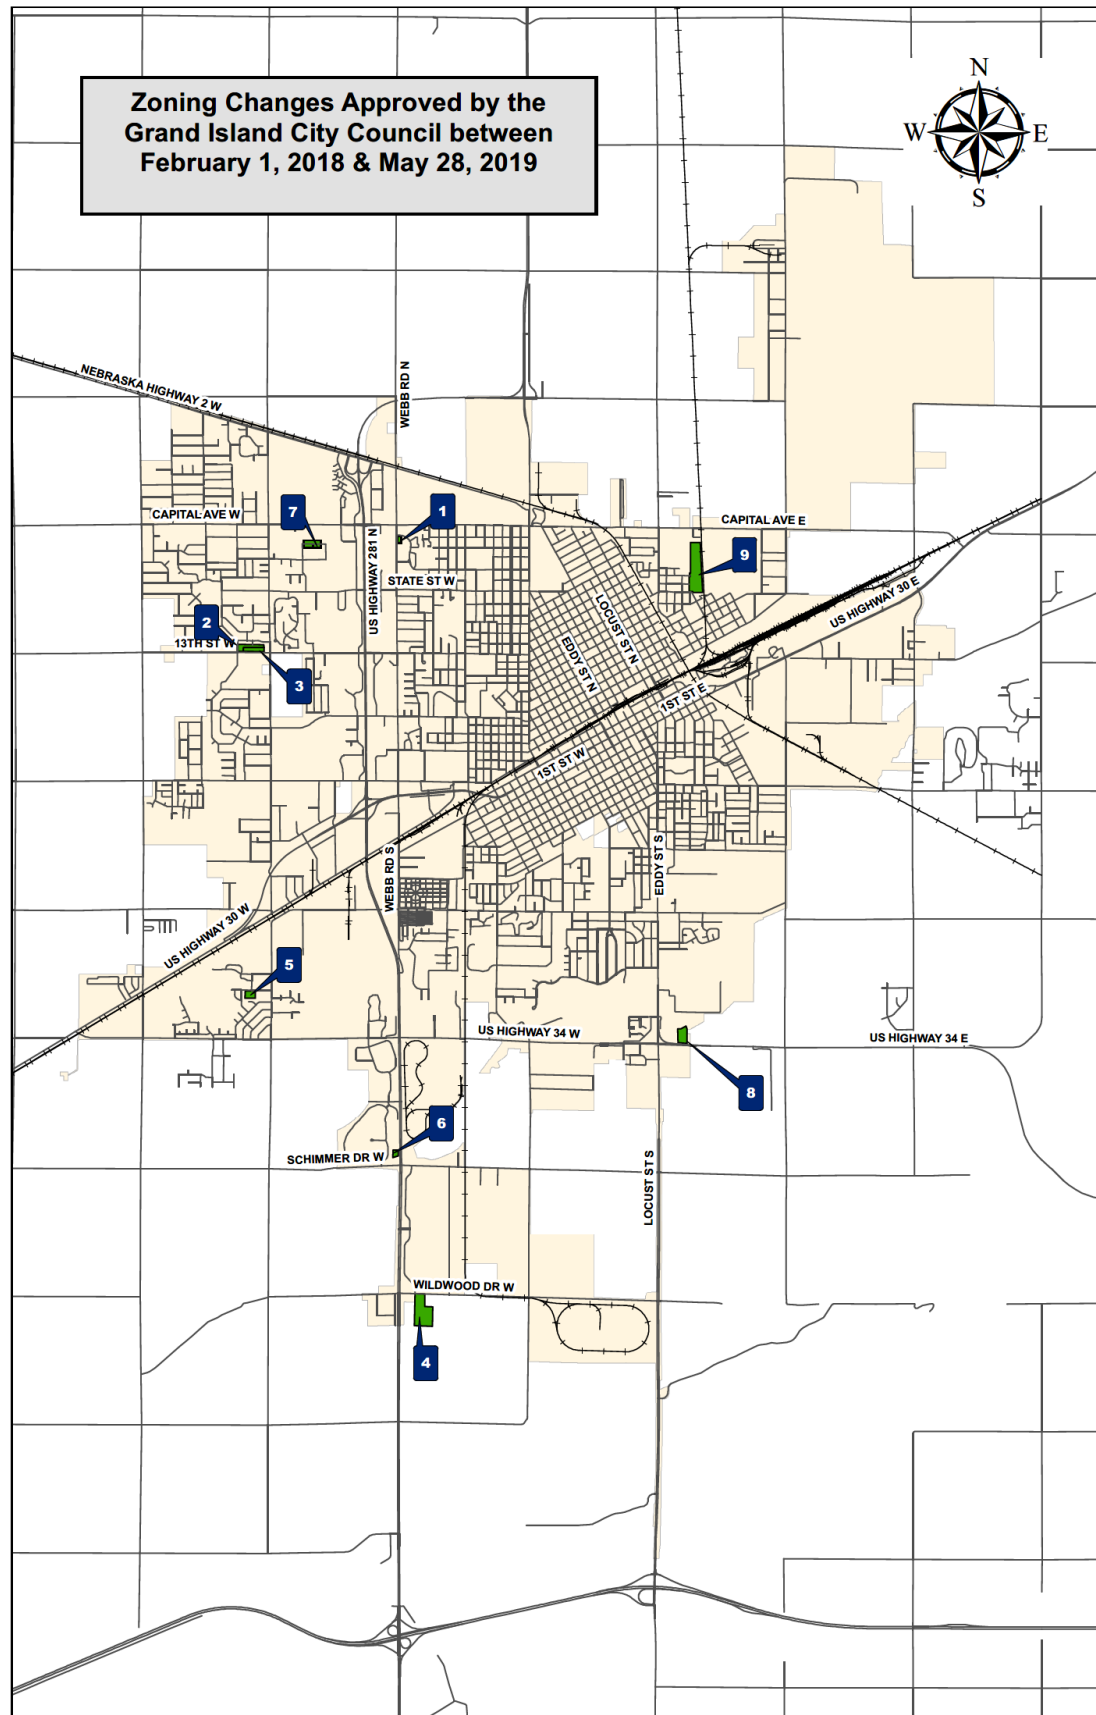 Zoning Changes Approved by the
Grand Island City Council between
February 1, 2018 & May 28, 2019
N
W
E
S
NEBRASKA HIGHWAY 2 W
WEBB RD N
CAPITAL AVE W
7
1
CAPITAL AVE E
US HIGHWAY 281 N
9
STATE ST W
US HIGHWAY 30 E
LOCUST ST N
2
13TH ST W
EDDY ST N
3
1ST ST E
1ST ST W
WEBB RD S
EDDY ST S
US HIGHWAY 30 W
5
US HIGHWAY 34 W
US HIGHWAY 34 E
8
6
SCHIMMER DR W
LOCUST ST S
WILDWOOD DR W
4